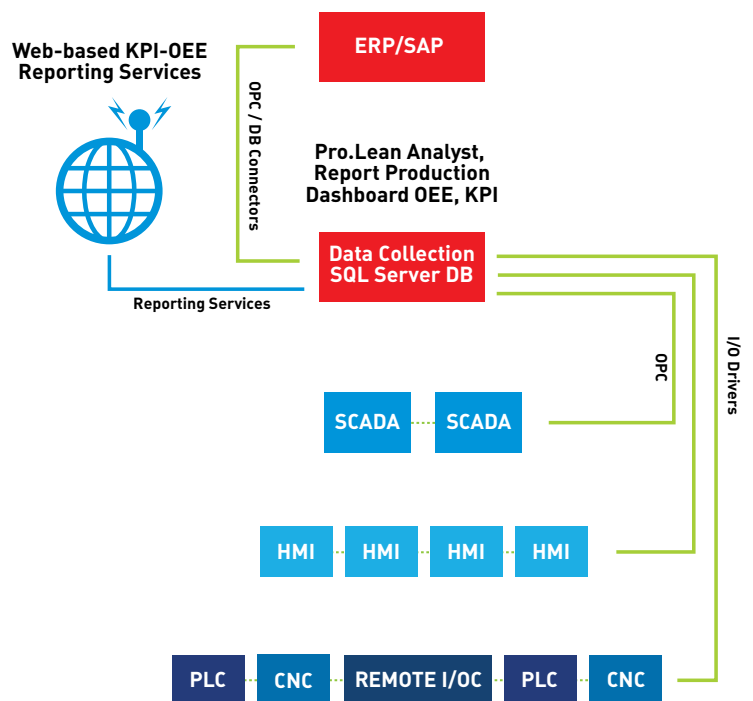 Web-based KPI-OEE
Reporting Services
ERP/SAP
OPC / DB Connectors
Pro.Lean Analyst,
Report Production
Dashboard OEE, KPI
Data Collection
SQL Server DB
Reporting Services
OPC
I/O Drivers
SCADA SCADA
HMI HMI HMI HMI
PLC CNC REMOTE I/OC PLC CNC